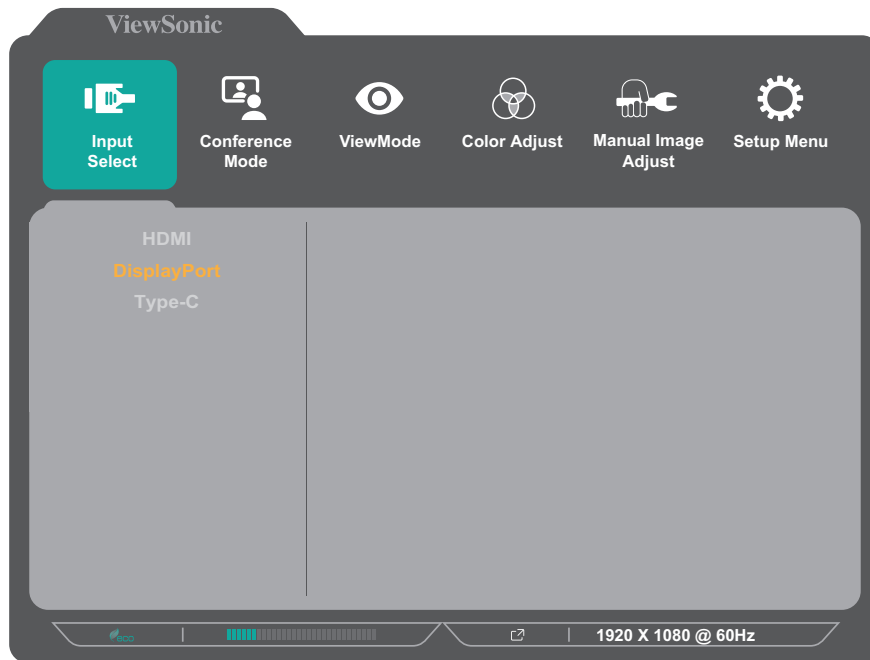 ViewSonic
Input
Select
Conference
Mode
ViewMode
Color Adjust
Manual Image
Adjust
Setup Menu
HDMI
DisplayPort
Type-C
eco
1920 X 1080 @ 60Hz